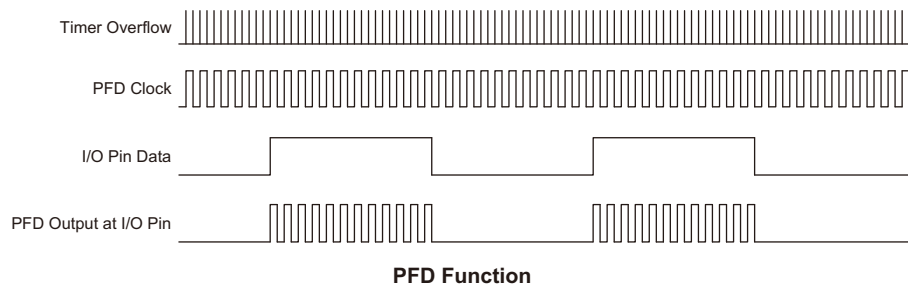 Timer Overflow
PFD Clock
I/O Pin Data
PFD Output at I/O Pin
PFD Function